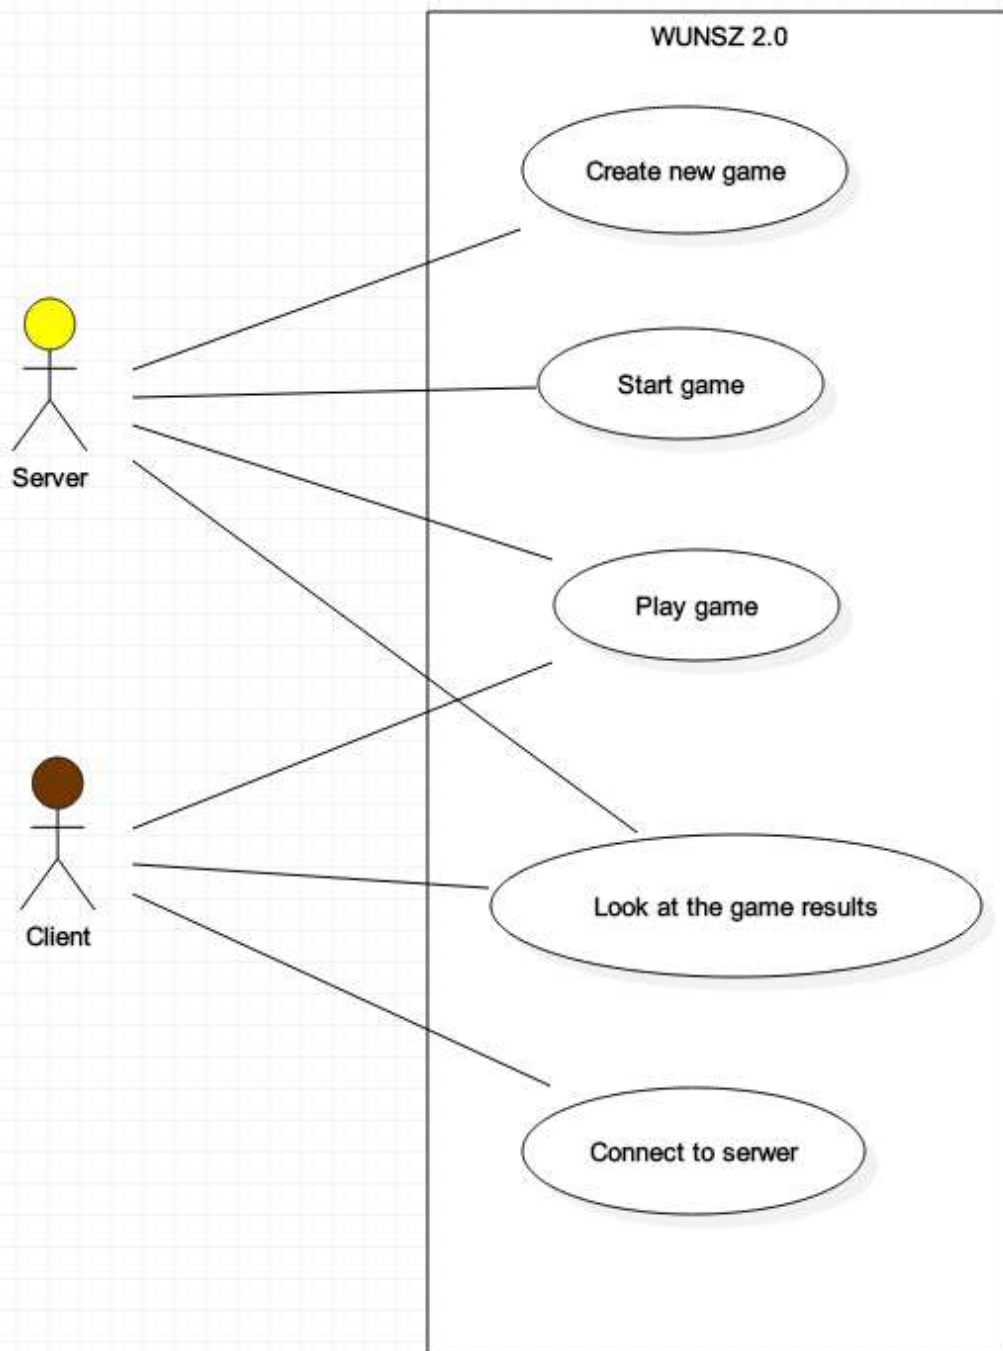 WUNSZ 2.0
Create new game
Start game
Server
Play game
Look at the game results
Client
Connect to serwer